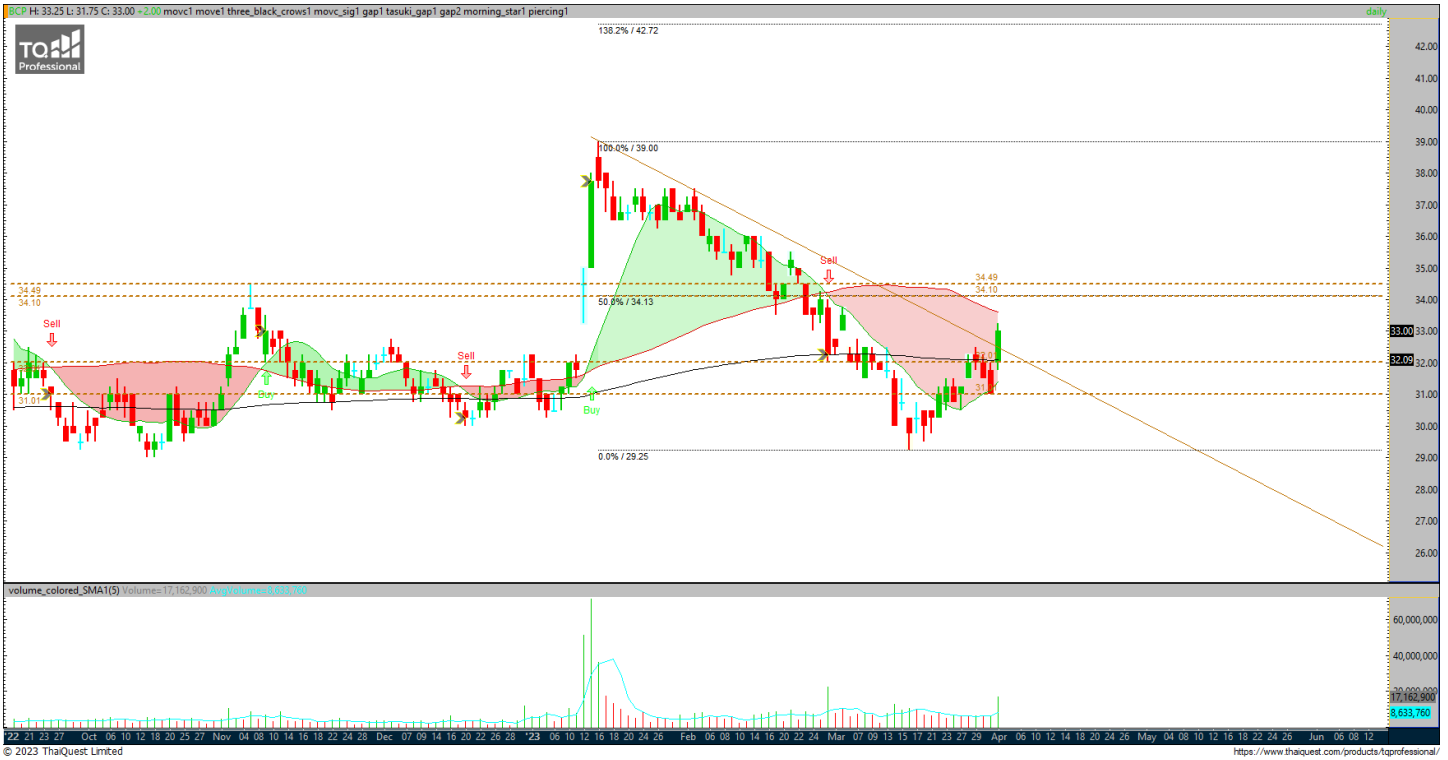 BCP H: 33.25 L: 31.75 C: 33.00 +2.00 movc1 move1 three_black_crows1 movc_sig1 gap1 tasuki_gap1 gap2 morning_star1 piercing1 daily
TQ
Professional
138.2% / 42.72
42.00
41.00
40.00
100.0% / 39.00
39.00
38.00
37.00
36.00
Sell
35.00
34.49 34.49
34.10 34.10
50.0% / 34.13
34.00
Sell
33.00
Sell
32.09
32.00
31.01
31.00
Buy
Buy
30.00
0.0% / 29.25
29.00
28.00
27.00
26.00
volume_colored_SMA1(5) Volume=17,162,900 AvgVolume=8,633,760
60,000,000
40,000,000
17,162,900
8,633,760
'22 21 23 27 Oct 06 10 12 18 20 26 28 Nov 04 08 10 14 16 18 22 24 28 Dec 07 09 14 16 20 22 26 28 '23 06 10 12 16 18 20 24 26 Feb 06 08 10 14 16 20 22 24 Mar 07 09 13 15 17 21 23 27 29 Apr 06 10 12 14 18 20 24 26 May 04 08 10 12 16 18 22 24 26 Jun 06 08 12
© 2023 ThaiQuest Limited
https://www.thaiquest.com/products/tqprofessional/